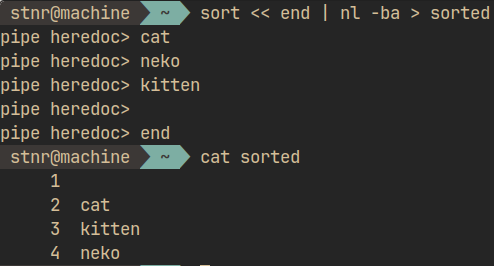 stnr@machine ~ sort << end | nl -ba > sorted
pipe heredoc> cat
pipe heredoc> neko
pipe heredoc> kitten
pipe heredoc>
pipe heredoc> end
stnr@machine ~ cat sorted
1
2 cat
3 kitten
4 neko